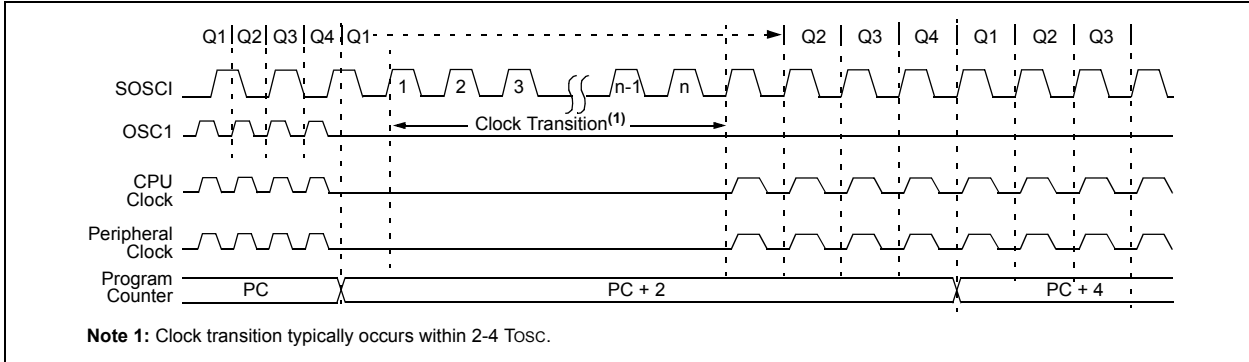 Q1 Q2 Q3 Q4 Q1 Q2 Q3 Q4 Q1 Q2 Q3
SOSCI 1 2 3 n-1 n
OSC1 Clock Transition(1)
CPU
Clock
Peripheral
Clock
Program
Counter PC PC + 2 PC + 4
Note 1: Clock transition typically occurs within 2-4 TOSC.